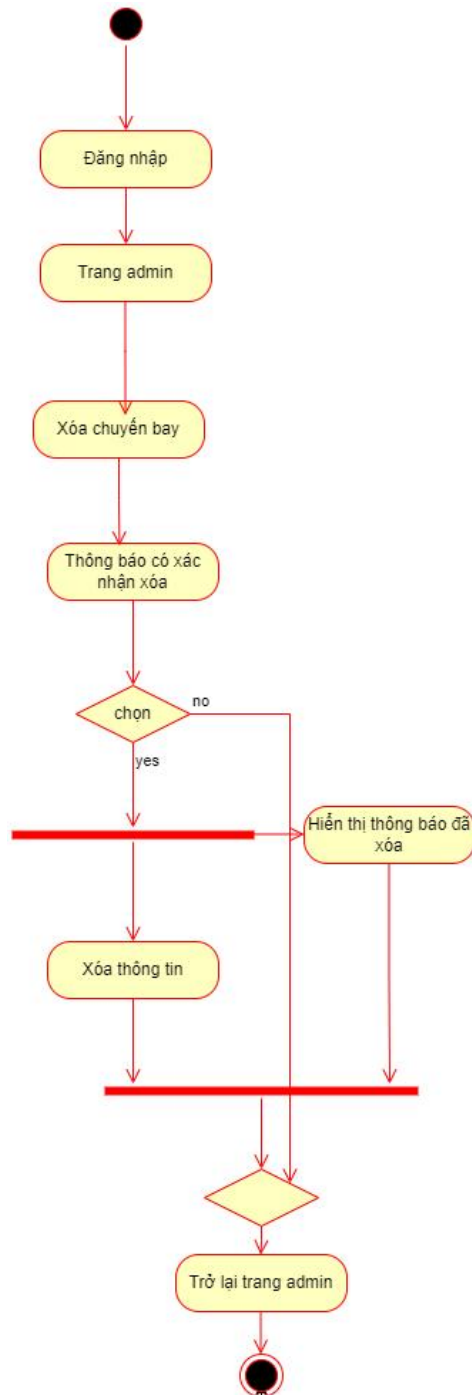 Đăng nhập
Trang admin
Xóa chuyến bay
Thông báo có xác
nhận xóa
chọn
no
yes
Hiển thị thông báo đã
xóa
Xóa thông tin
Trở lại trang admin